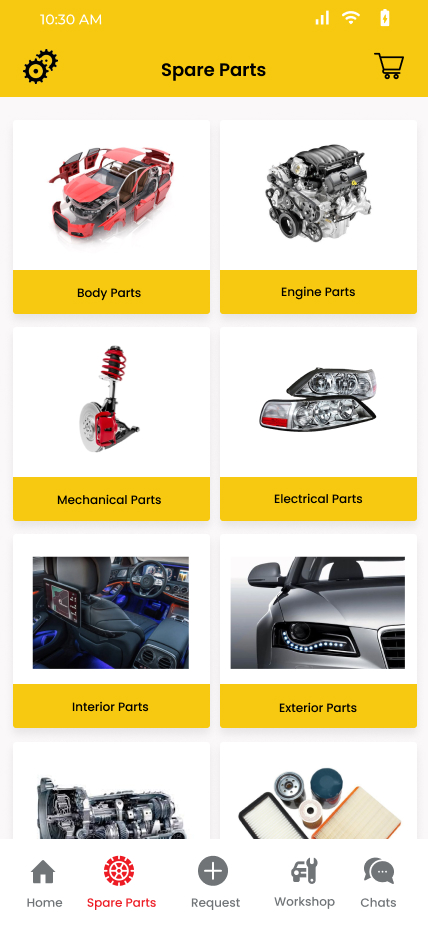 10:30 AM
Spare Parts
Body Parts
Engine Parts
Mechanical Parts
Electrical Parts
Interior Parts
Exterior Parts
Home
Spare Parts
Request
Workshop
Chats